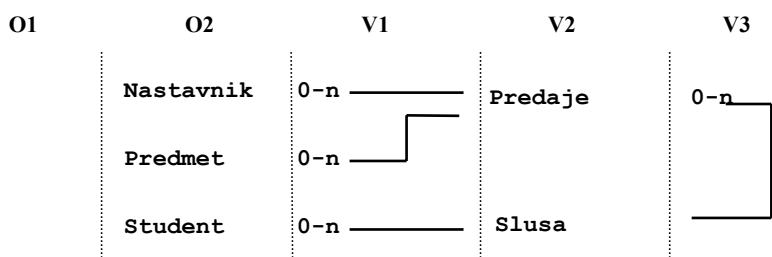 O1 O2 V1 V2 V3
Nastavnik 0-n Predaje 0-n
Predmet 0-n
Student 0-n Slusa